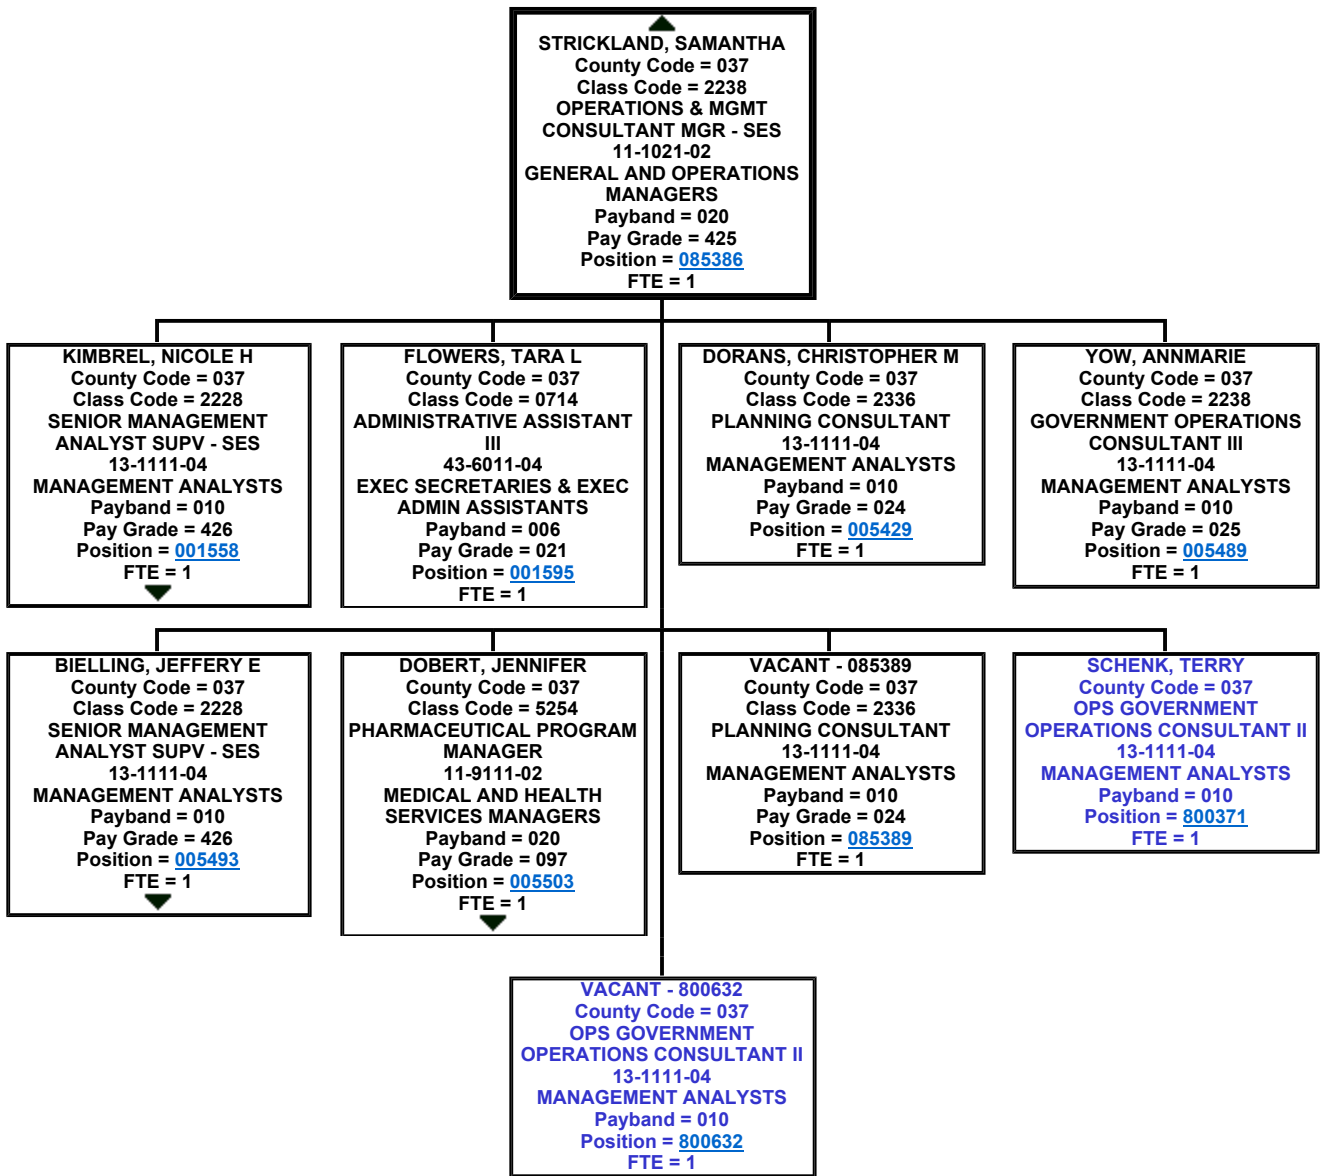 STRICKLAND, SAMANTHA
County Code = 037
Class Code = 2238
OPERATIONS & MGMT
CONSULTANT MGR - SES
11-1021-02
GENERAL AND OPERATIONS
MANAGERS
Payband = 020
Pay Grade = 425
Position = 085386
FTE = 1
KIMBREL, NICOLE H
County Code = 037
Class Code = 2228
SENIOR MANAGEMENT
ANALYST SUPV - SES
13-1111-04
MANAGEMENT ANALYSTS
Payband = 010
Pay Grade = 426
Position = 001558
FTE = 1
FLOWERS, TARA L
County Code = 037
Class Code = 0714
ADMINISTRATIVE ASSISTANT
III
43-6011-04
EXEC SECRETARIES & EXEC
ADMIN ASSISTANTS
Payband = 006
Pay Grade = 021
Position = 001595
FTE = 1
DORANS, CHRISTOPHER M
County Code = 037
Class Code = 2336
PLANNING CONSULTANT
13-1111-04
MANAGEMENT ANALYSTS
Payband = 010
Pay Grade = 024
Position = 005429
FTE = 1
YOW, ANNMARIE
County Code = 037
Class Code = 2238
GOVERNMENT OPERATIONS
CONSULTANT III
13-1111-04
MANAGEMENT ANALYSTS
Payband = 010
Pay Grade = 025
Position = 005489
FTE = 1
BIELLING, JEFFERY E
County Code = 037
Class Code = 2228
SENIOR MANAGEMENT
ANALYST SUPV - SES
13-1111-04
MANAGEMENT ANALYSTS
Payband = 010
Pay Grade = 426
Position = 005493
FTE = 1
DOBERT, JENNIFER
County Code = 037
Class Code = 5254
PHARMACEUTICAL PROGRAM
MANAGER
11-9111-02
MEDICAL AND HEALTH
SERVICES MANAGERS
Payband = 020
Pay Grade = 097
Position = 005503
FTE = 1
VACANT - 085389
County Code = 037
Class Code = 2336
PLANNING CONSULTANT
13-1111-04
MANAGEMENT ANALYSTS
Payband = 010
Pay Grade = 024
Position = 085389
FTE = 1
SCHENK, TERRY
County Code = 037
OPS GOVERNMENT
OPERATIONS CONSULTANT II
13-1111-04
MANAGEMENT ANALYSTS
Payband = 010
Position = 800371
FTE = 1
VACANT - 800632
County Code = 037
OPS GOVERNMENT
OPERATIONS CONSULTANT II
13-1111-04
MANAGEMENT ANALYSTS
Payband = 010
Position = 800632
FTE = 1